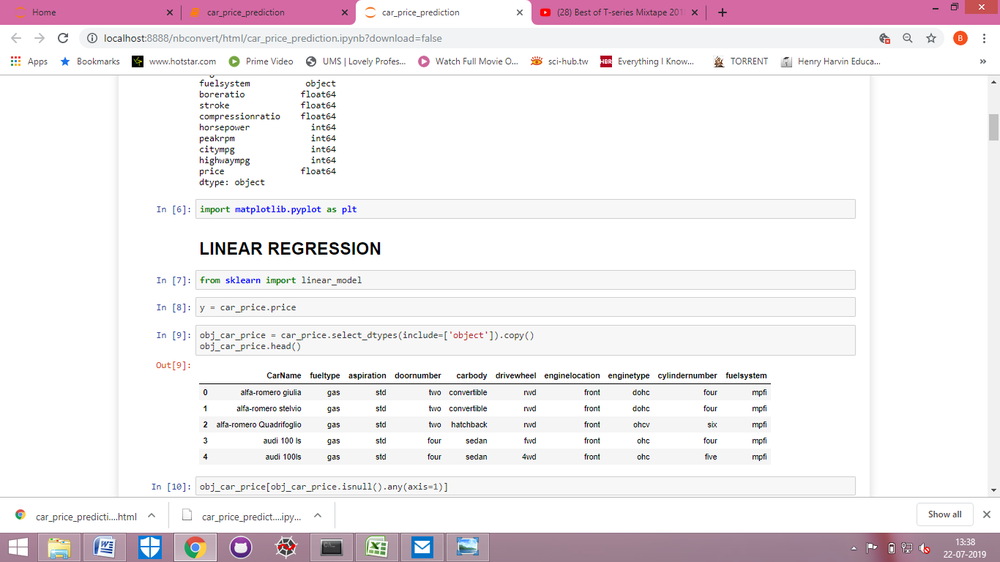 Home
car_price_prediction
car_price_prediction
(28) Best of T-series Mixtape 201
localhost:8888/nbconvert/html/car_price_prediction.ipynb?download=false
B
Apps
Bookmarks
www.hotstar.com
Prime Video
UMS | Lovely Profes...
Watch Full Movie O...
sci-hub.tw
HBR
Everything I Know...
TORRENT
Henry Harvin Educa...
»
fuelsystem object
boreratio float64
stroke float64
compressionratio float64
horsepower int64
peakrpm int64
citympg int64
highwaympg int64
price float64
dtype: object
In [6]: import matplotlib.pyplot as plt
LINEAR REGRESSION
In [7]: from sklearn import linear_model
In [8]: y = car_price.price
In [9]: obj_car_price = car_price.select_dtypes(include=['object']).copy()
obj_car_price.head()
Out[9]:
CarName fueltype aspiration doornumber carbody drivewheel enginelocation enginetype cylindernumber fuelsystem
0 alfa-romero giulia gas std two convertible rwd front dohc four mpfi
1 alfa-romero stelvio gas std two convertible rwd front dohc four mpfi
2 alfa-romero Quadrifoglio gas std two hatchback rwd front ohcv six mpfi
3 audi 100 ls gas std four sedan fwd front ohc four mpfi
4 audi 100ls gas std four sedan 4wd front ohc five mpfi
In [10]: obj_car_price[obj_car_price.isnull().any(axis=1)]
car_price_predicti....html
car_price_predict....ipy...
Show all
13:38
22-07-2019